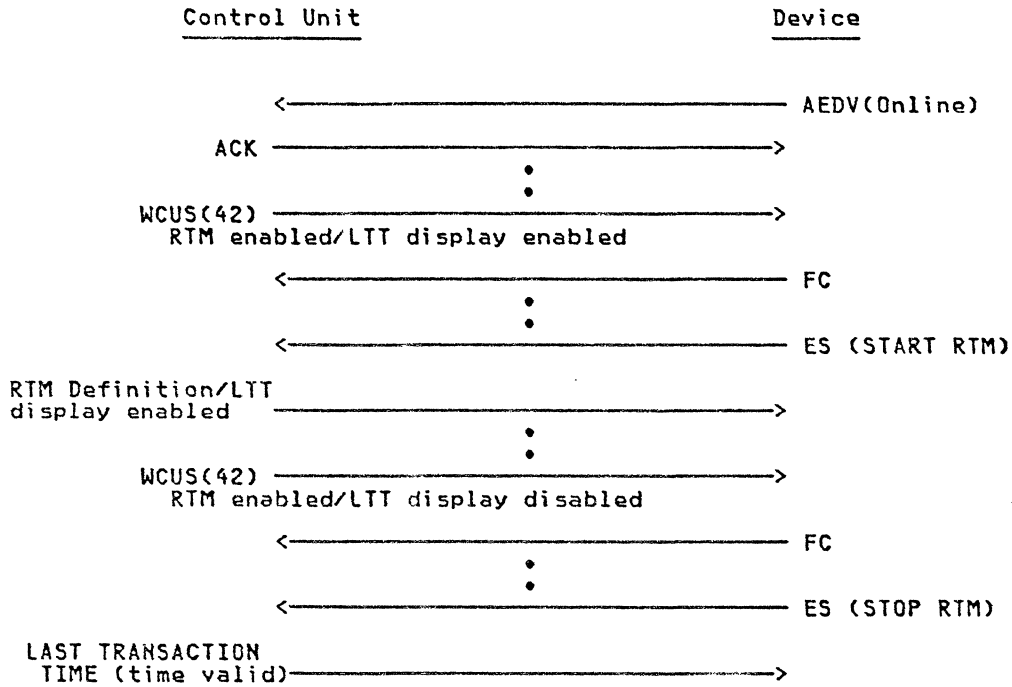 Control Unit Device
AEDV(Online)
ACK
WCUS(42)
RTM enabled/LTT display enabled
FC
ES (START RTM)
RTM Definition/LTT
display enabled
WCUS(42)
RTM enabled/LTT display disabled
FC
ES (STOP RTM)
LAST TRANSACTION
TIME (time valid)